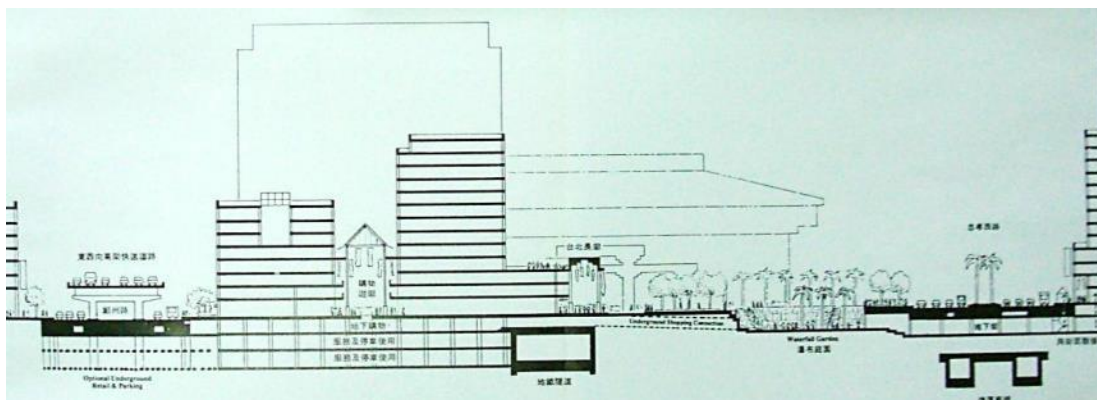 東西向高架快速道路
鄭州路
購物
遊廊
台北長廊
忠孝西路
地下購物
服務及停車使用
服務及停車使用
Underground Shopping Connection
Waterfall Garden
瀑布庭園
地下街
Optional Underground
Retail & Parking
地鐵隧道